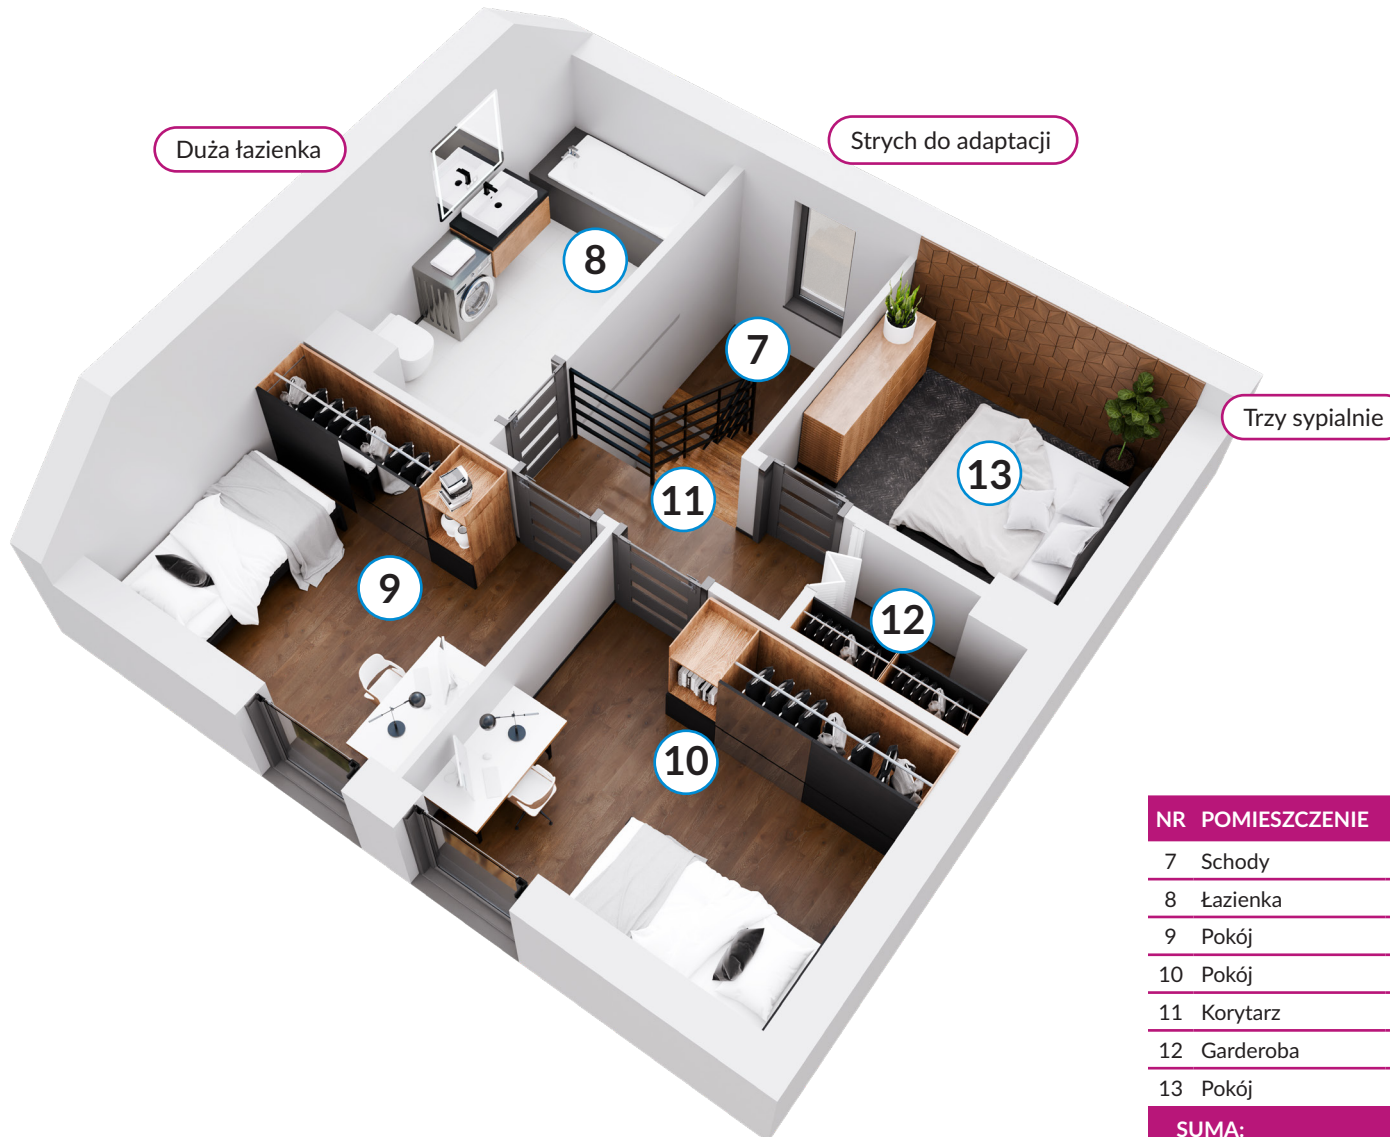 Duża łazienka
Strych do adaptacji
Trzy sypialnie
8
7
13
11
9
12
10
NR POMIESZCZENIE
7 Schody
8 Łazienka
9 Pokój
10 Pokój
11 Korytarz
12 Garderoba
13 Pokój
SUMA: